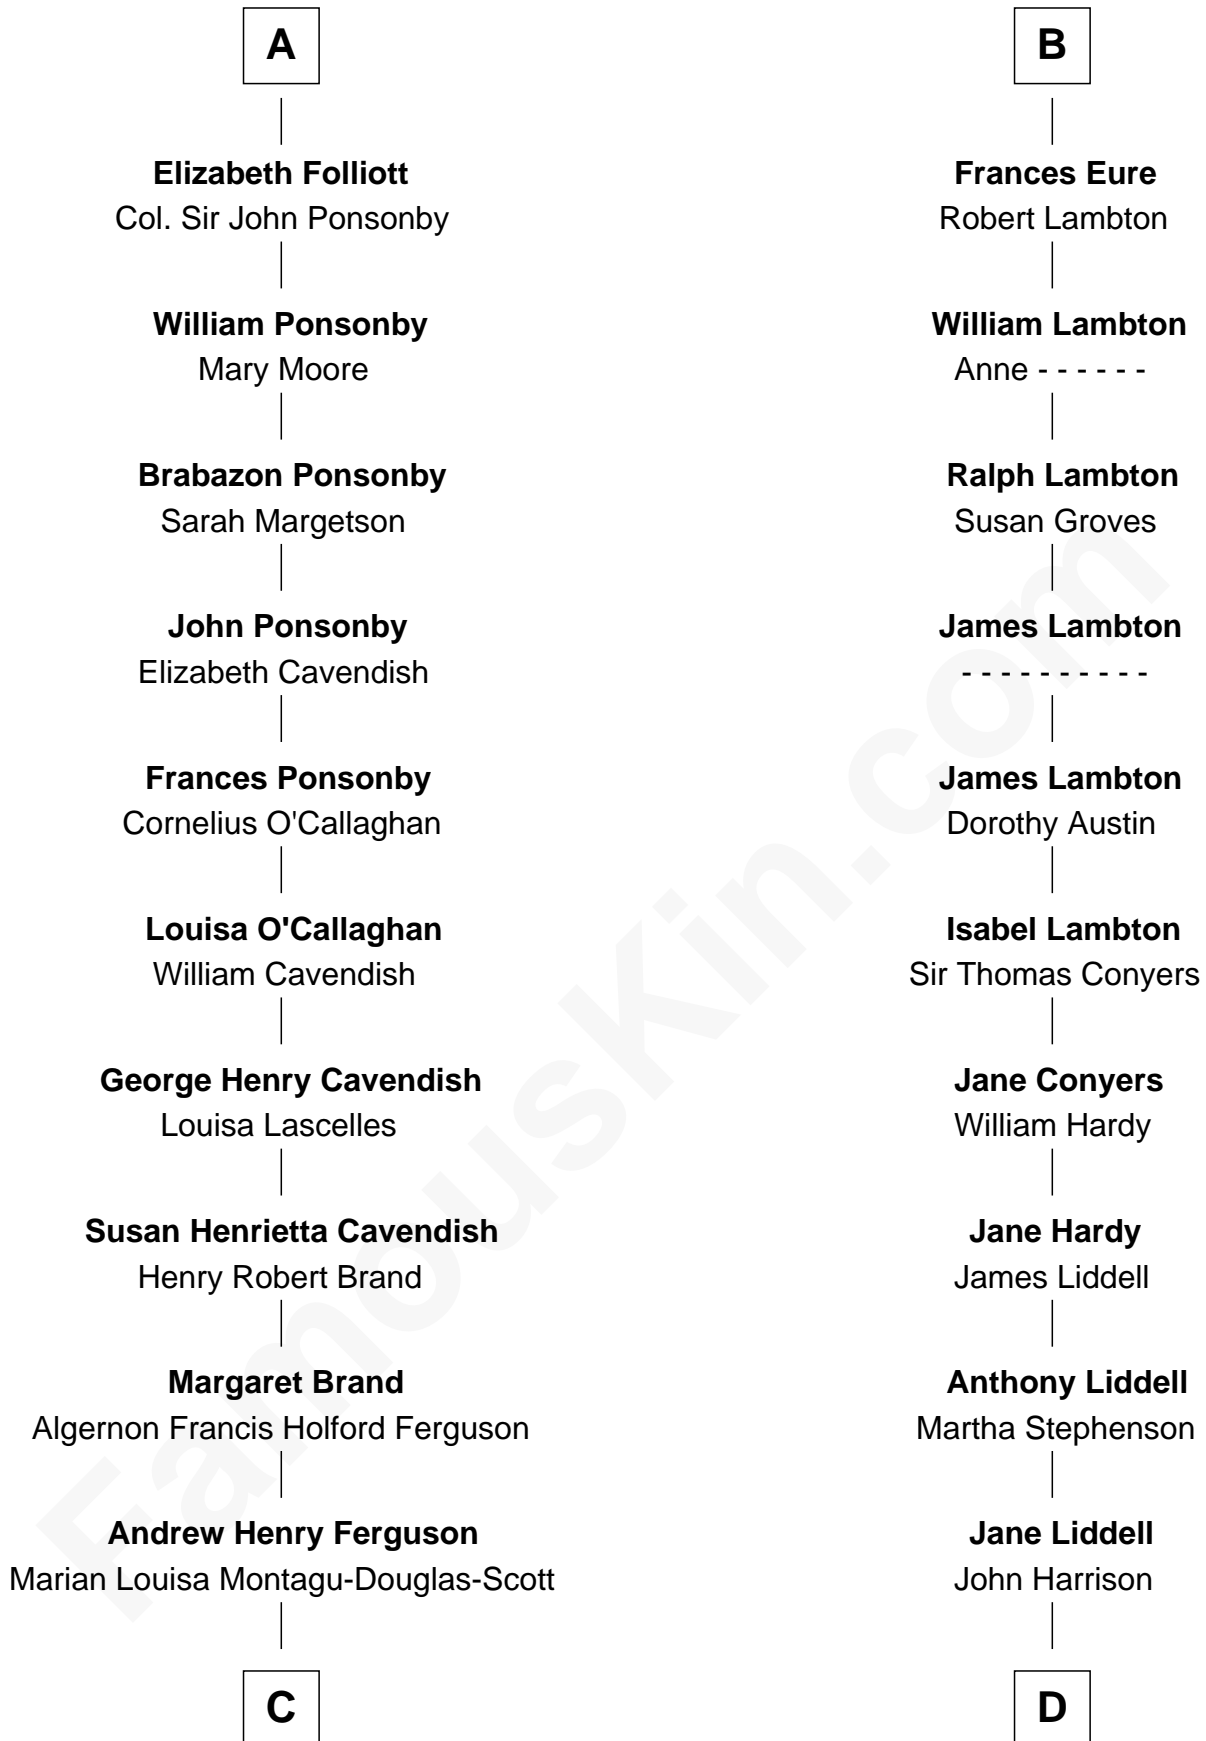 A
Elizabeth Folliott
Col. Sir John Ponsonby
William Ponsonby
Mary Moore
Brabazon Ponsonby
Sarah Margetson
John Ponsonby
Elizabeth Cavendish
Frances Ponsonby
Cornelius O'Callaghan
Louisa O'Callaghan
William Cavendish
George Henry Cavendish
Louisa Lascelles
Susan Henrietta Cavendish
Henry Robert Brand
Margaret Brand
Algernon Francis Holford Ferguson
Andrew Henry Ferguson
Marian Louisa Montagu-Douglas-Scott
C
B
Frances Eure
Robert Lambton
William Lambton
Anne - - - - - -
Ralph Lambton
Susan Groves
James Lambton
- - - - - - - - - -
James Lambton
Dorothy Austin
Isabel Lambton
Sir Thomas Conyers
Jane Conyers
William Hardy
Jane Hardy
James Liddell
Anthony Liddell
Martha Stephenson
Jane Liddell
John Harrison
D
FamousKin.com